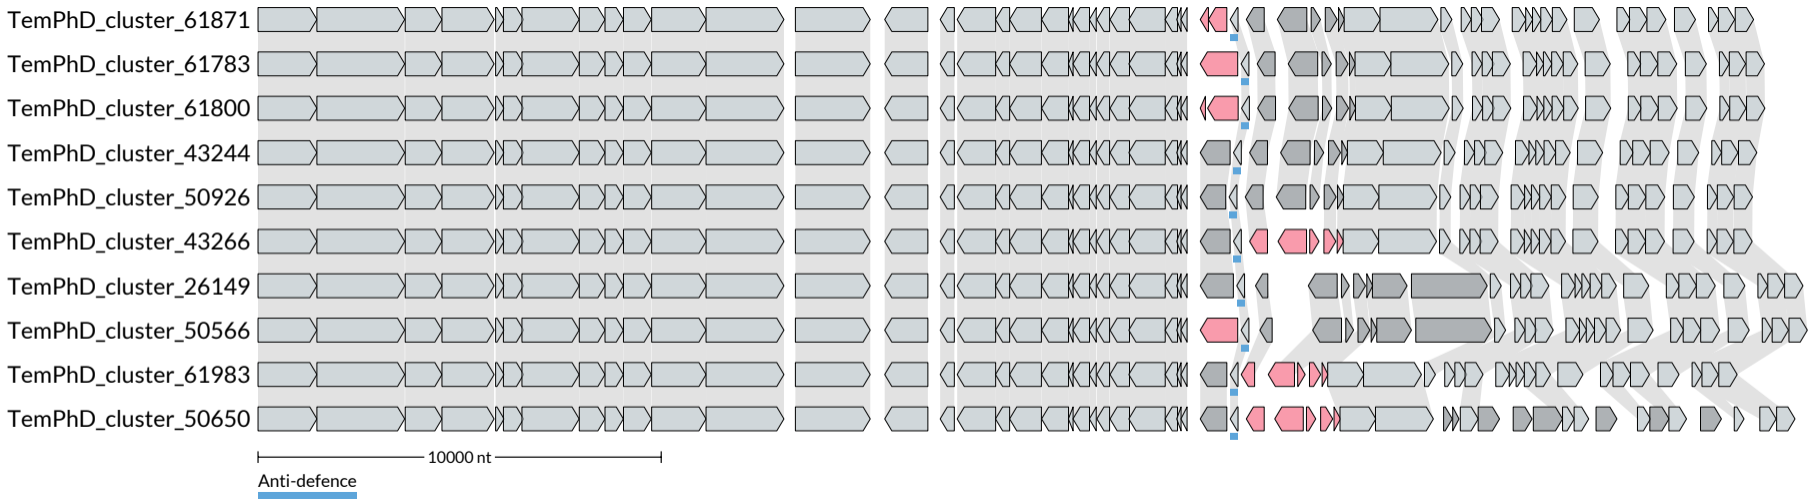 TemPhD_cluster_61871
TemPhD_cluster_61783
TemPhD_cluster_61800
TemPhD_cluster_43244
TemPhD_cluster_50926
TemPhD_cluster_43266
TemPhD_cluster_26149
TemPhD_cluster_50566
TemPhD_cluster_61983
TemPhD_cluster_50650
10000 nt
Anti-defence